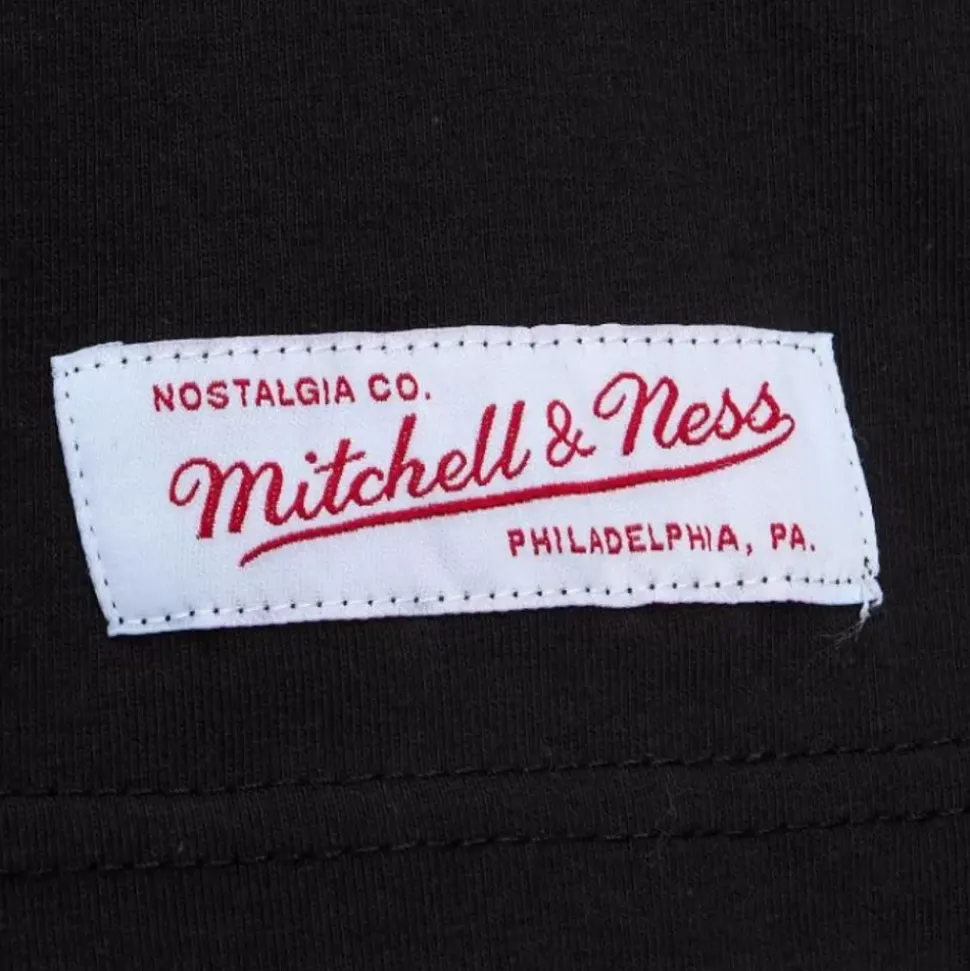 NOSTALGIA CO.
Mitchell & Ness
PHILADELPHIA, PA.